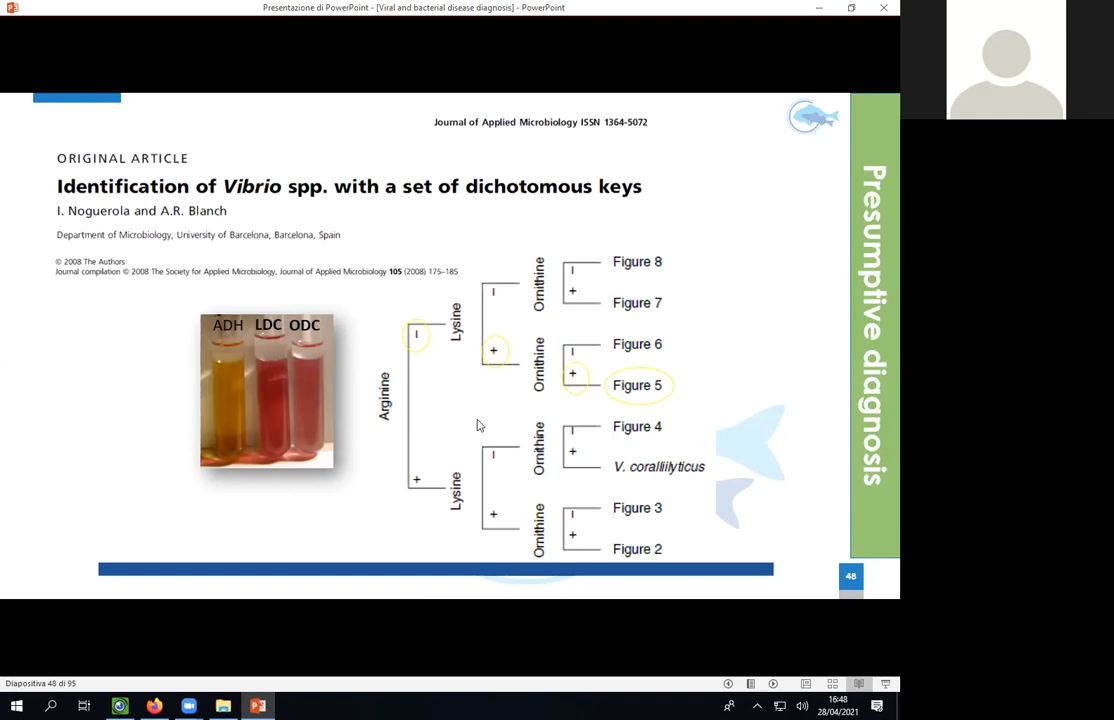 Presentazione di PowerPoint - [Viral and bacterial disease diagnosis] - PowerPoint
Journal of Applied Microbiology ISSN 1364-5072
ORIGINAL ARTICLE
Identification of Vibrio spp. with a set of dichotomous keys
I. Noguerola and A.R. Blanch
Department of Microbiology, University of Barcelona, Barcelona, Spain
© 2008 The Authors
Journal compilation © 2008 The Society for Applied Microbiology, Journal of Applied Microbiology 105 (2008) 175–185
ADH LDC ODC
Arginine
–
+
Lysine
–
+
Lysine
–
+
Ornithine
–
+
Figure 8
Figure 7
Ornithine
–
+
Figure 6
Figure 5
Ornithine
–
+
Figure 4
V. coralliilyticus
Ornithine
–
+
Figure 3
Figure 2
Presumptive diagnosis
48
Diapositiva 48 di 95
16:48
28/04/2021